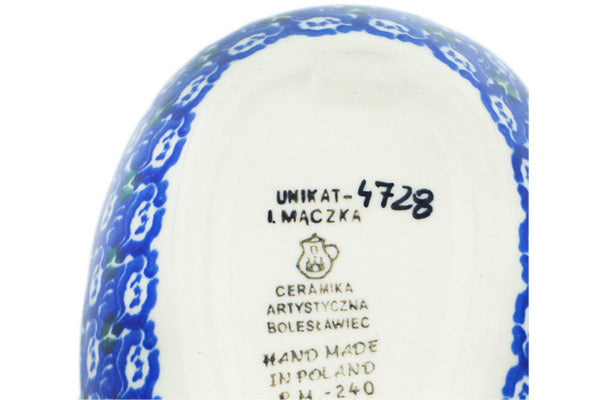 UNIKAT-4728
I. MĄCZKA
CERAMIKA
ARTYSTYCZNA
BOLESŁAWIEC
HAND MADE
IN POLAND
P.M.-240